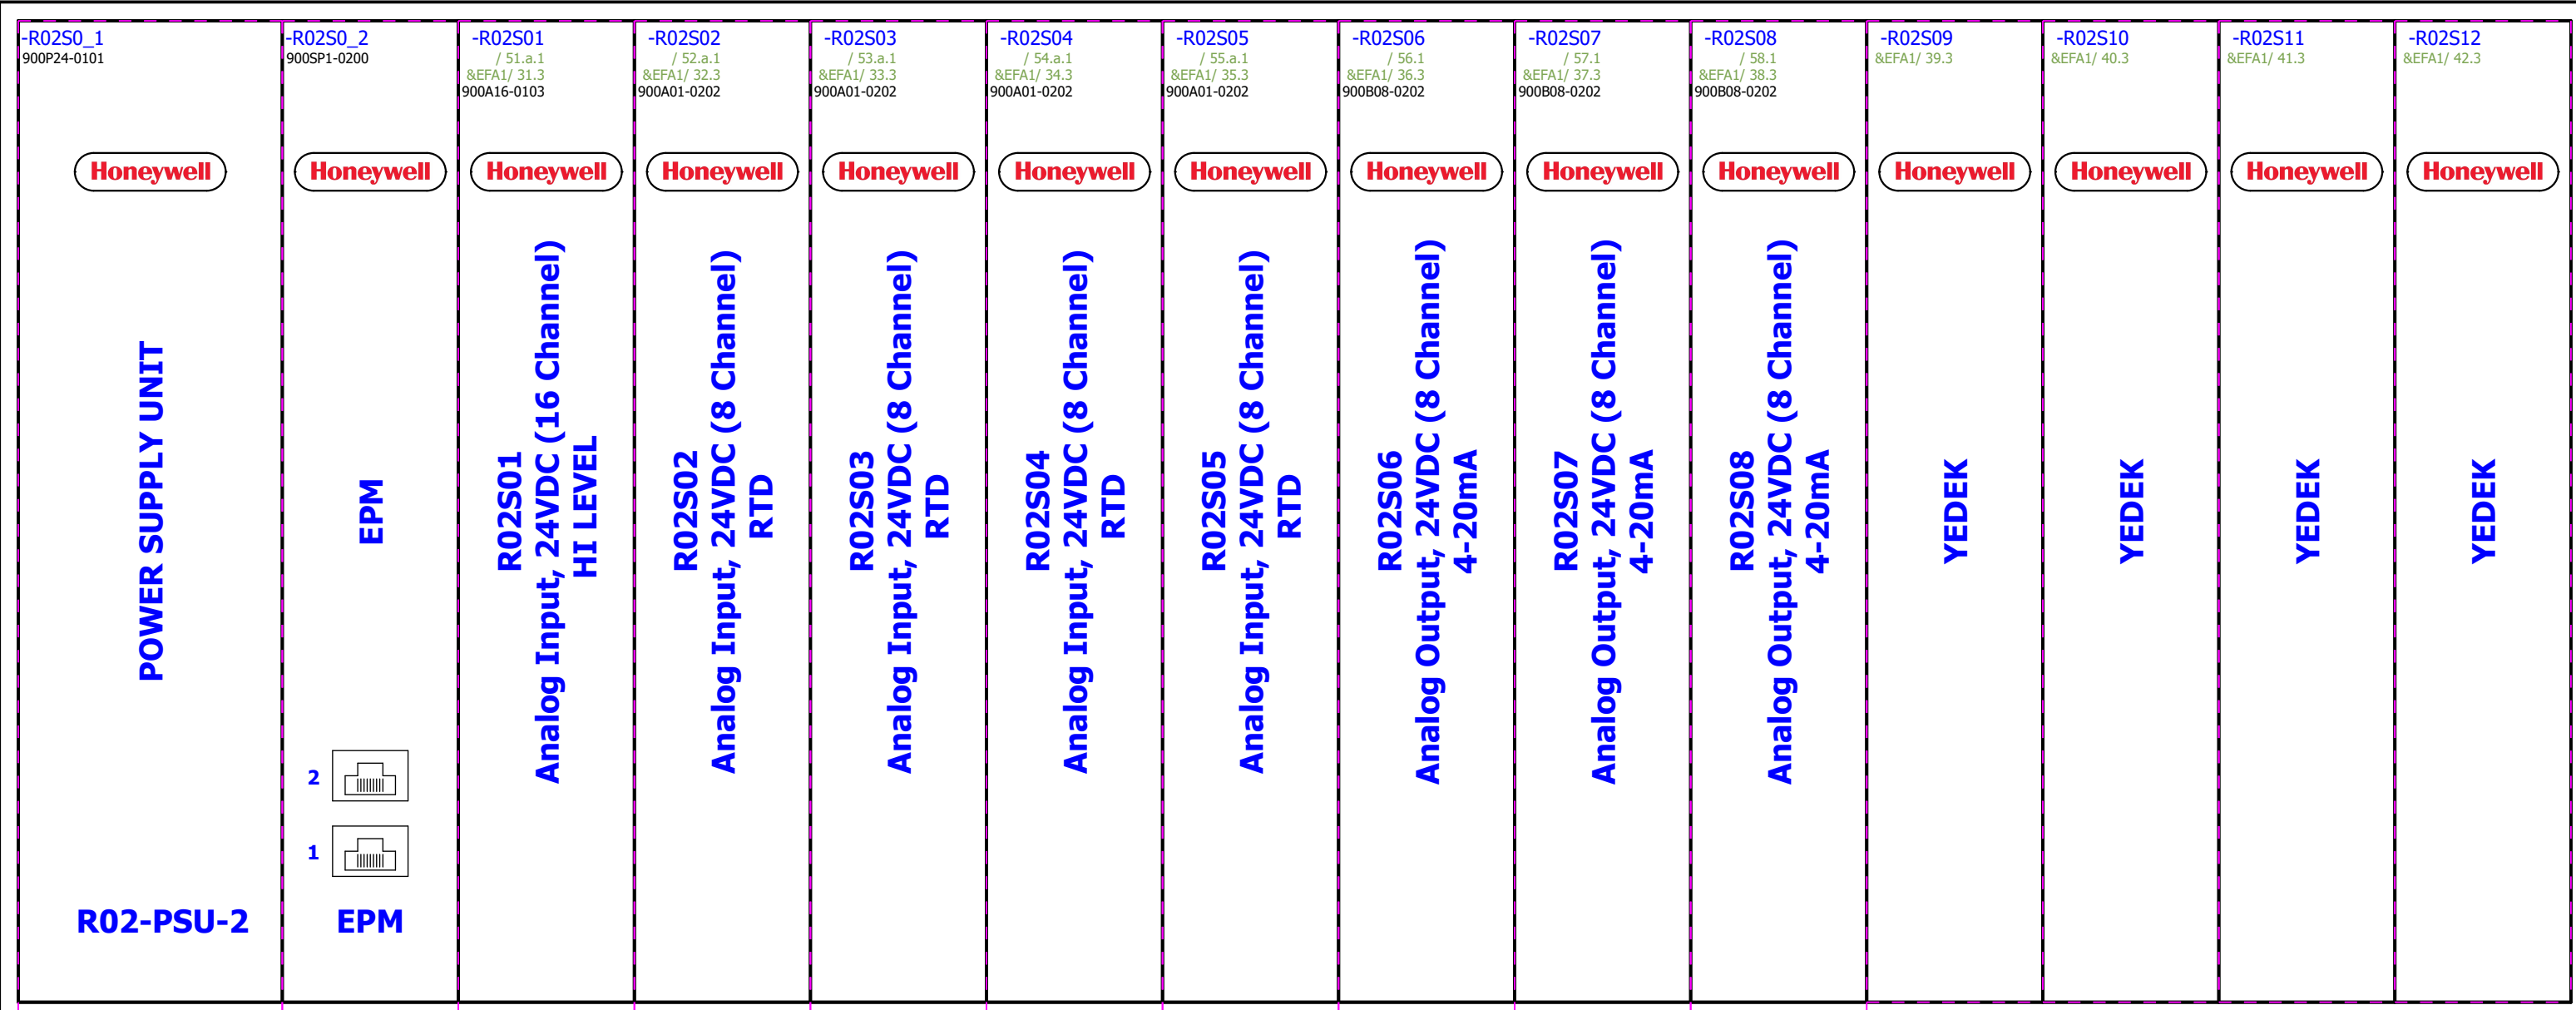 -R02S0_1
900P24-0101
Honeywell
POWER SUPPLY UNIT
R02-PSU-2
-R02S0_2
900SP1-0200
Honeywell
EPM
2
1
EPM
-R02S01
/ 51.a.1
&EFA1/ 31.3
900A16-0103
Honeywell
R02S01
Analog Input, 24VDC (16 Channel)
HI LEVEL
-R02S02
/ 52.a.1
&EFA1/ 32.3
900A01-0202
Honeywell
R02S02
Analog Input, 24VDC (8 Channel)
RTD
-R02S03
/ 53.a.1
&EFA1/ 33.3
900A01-0202
Honeywell
R02S03
Analog Input, 24VDC (8 Channel)
RTD
-R02S04
/ 54.a.1
&EFA1/ 34.3
900A01-0202
Honeywell
R02S04
Analog Input, 24VDC (8 Channel)
RTD
-R02S05
/ 55.a.1
&EFA1/ 35.3
900A01-0202
Honeywell
R02S05
Analog Input, 24VDC (8 Channel)
RTD
-R02S06
/ 56.1
&EFA1/ 36.3
900B08-0202
Honeywell
R02S06
Analog Output, 24VDC (8 Channel)
4-20mA
-R02S07
/ 57.1
&EFA1/ 37.3
900B08-0202
Honeywell
R02S07
Analog Output, 24VDC (8 Channel)
4-20mA
-R02S08
/ 58.1
&EFA1/ 38.3
900B08-0202
Honeywell
R02S08
Analog Output, 24VDC (8 Channel)
4-20mA
-R02S09
&EFA1/ 39.3
Honeywell
YEDEK
-R02S10
&EFA1/ 40.3
Honeywell
YEDEK
-R02S11
&EFA1/ 41.3
Honeywell
YEDEK
-R02S12
&EFA1/ 42.3
Honeywell
YEDEK